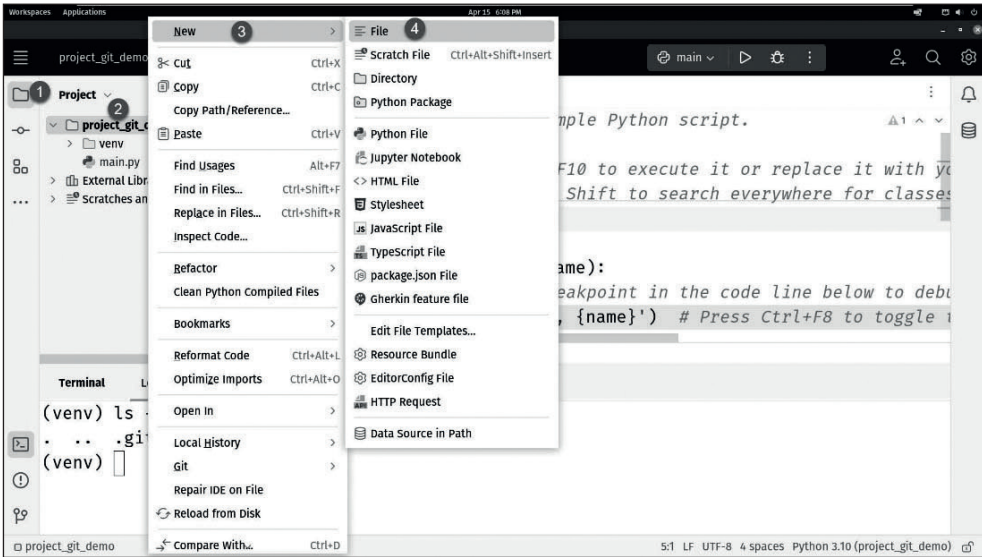 Workspaces Applications
Apr 15 6:08 PM
project_git_demo
main
1 Project
2
project_git_d
venv
main.py
External Libr
Scratches an
New 3
Cut Ctrl+X
Copy Ctrl+C
Copy Path/Reference...
Paste Ctrl+V
Find Usages Alt+F7
Find in Files... Ctrl+Shift+F
Replace in Files... Ctrl+Shift+R
Inspect Code...
Refactor
Clean Python Compiled Files
Bookmarks
Reformat Code Ctrl+Alt+L
Optimize Imports Ctrl+Alt+O
Open In
Local History
Git
Repair IDE on File
Reload from Disk
Compare With... Ctrl+D
File 4
Scratch File Ctrl+Alt+Shift+Insert
Directory
Python Package
Python File
Jupyter Notebook
HTML File
Stylesheet
JavaScript File
TypeScript File
package.json File
Gherkin feature file
Edit File Templates...
Resource Bundle
EditorConfig File
HTTP Request
Data Source in Path
mple Python script.
1
F10 to execute it or replace it with yo
Shift to search everywhere for classes
ame):
eakpoint in the code line below to debu
, {name}') # Press Ctrl+F8 to toggle t
Terminal L
(venv) ls -
. .. .gi
(venv)
project_git_demo
5:1 LF UTF-8 4 spaces Python 3.10 (project_git_demo)